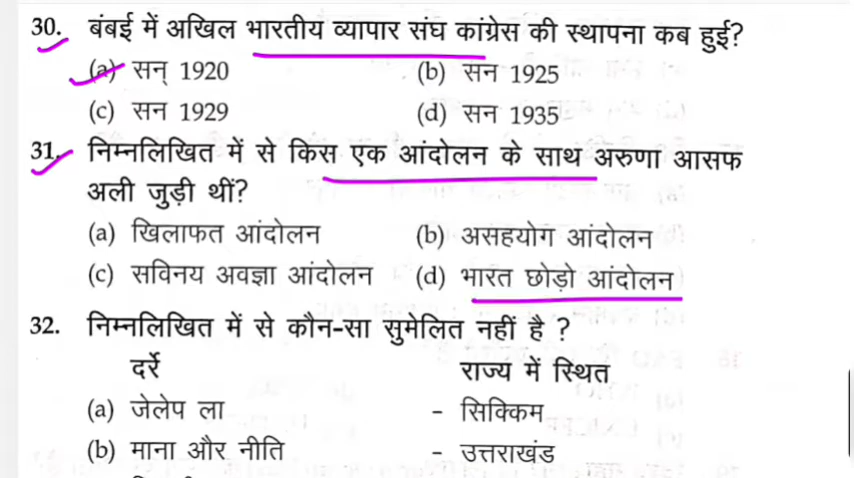 30. बंबई में अखिल भारतीय व्यापार संघ कांग्रेस की स्थापना कब हुई?
(a) सन् 1920 (b) सन 1925
(c) सन 1929 (d) सन 1935
31. निम्नलिखित में से किस एक आंदोलन के साथ अरुणा आसफ
अली जुड़ी थीं?
(a) खिलाफत आंदोलन (b) असहयोग आंदोलन
(c) सविनय अवज्ञा आंदोलन (d) भारत छोड़ो आंदोलन
32. निम्नलिखित में से कौन-सा सुमेलित नहीं है ?
दर्रे राज्य में स्थित
(a) जेलेप ला - सिक्किम
(b) माना और नीति - उत्तराखंड